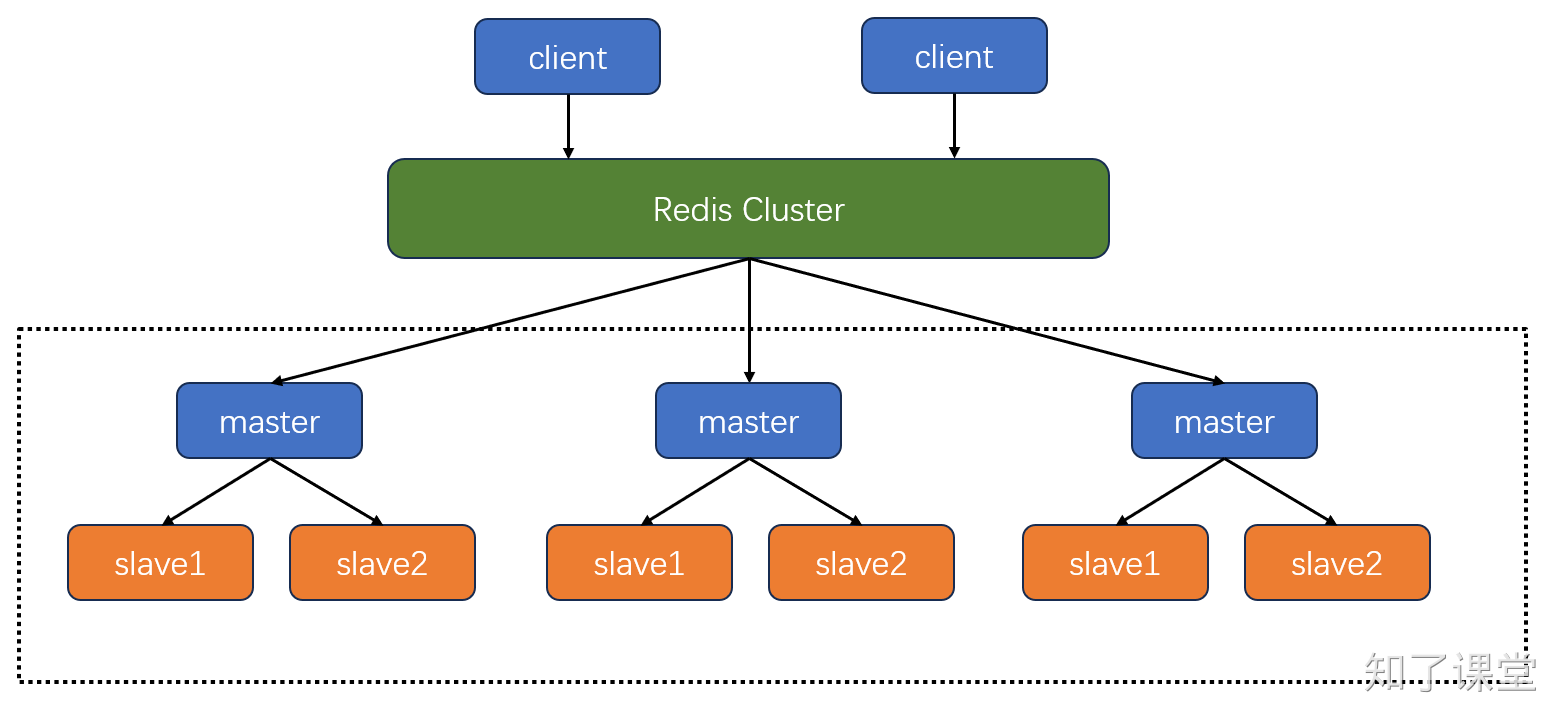 client
client
Redis Cluster
master
master
master
slave1
slave2
slave1
slave2
slave1
slave2
知了课堂